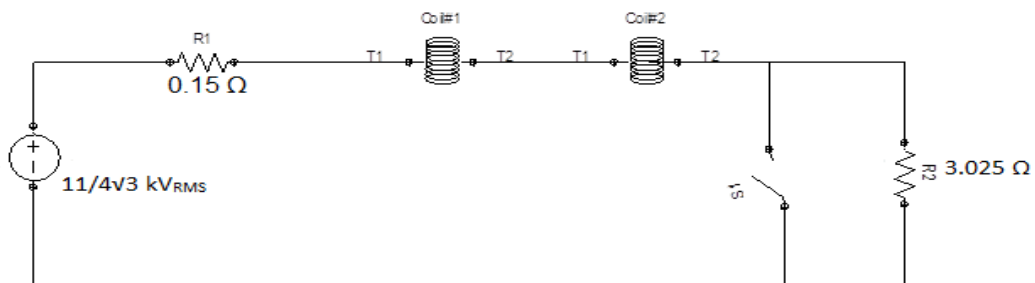 Coil#1
Coil#2
R1
T1
T2
T1
T2
0.15 Ω
+
11/4√3 kVRMS
S1
R2
3.025 Ω